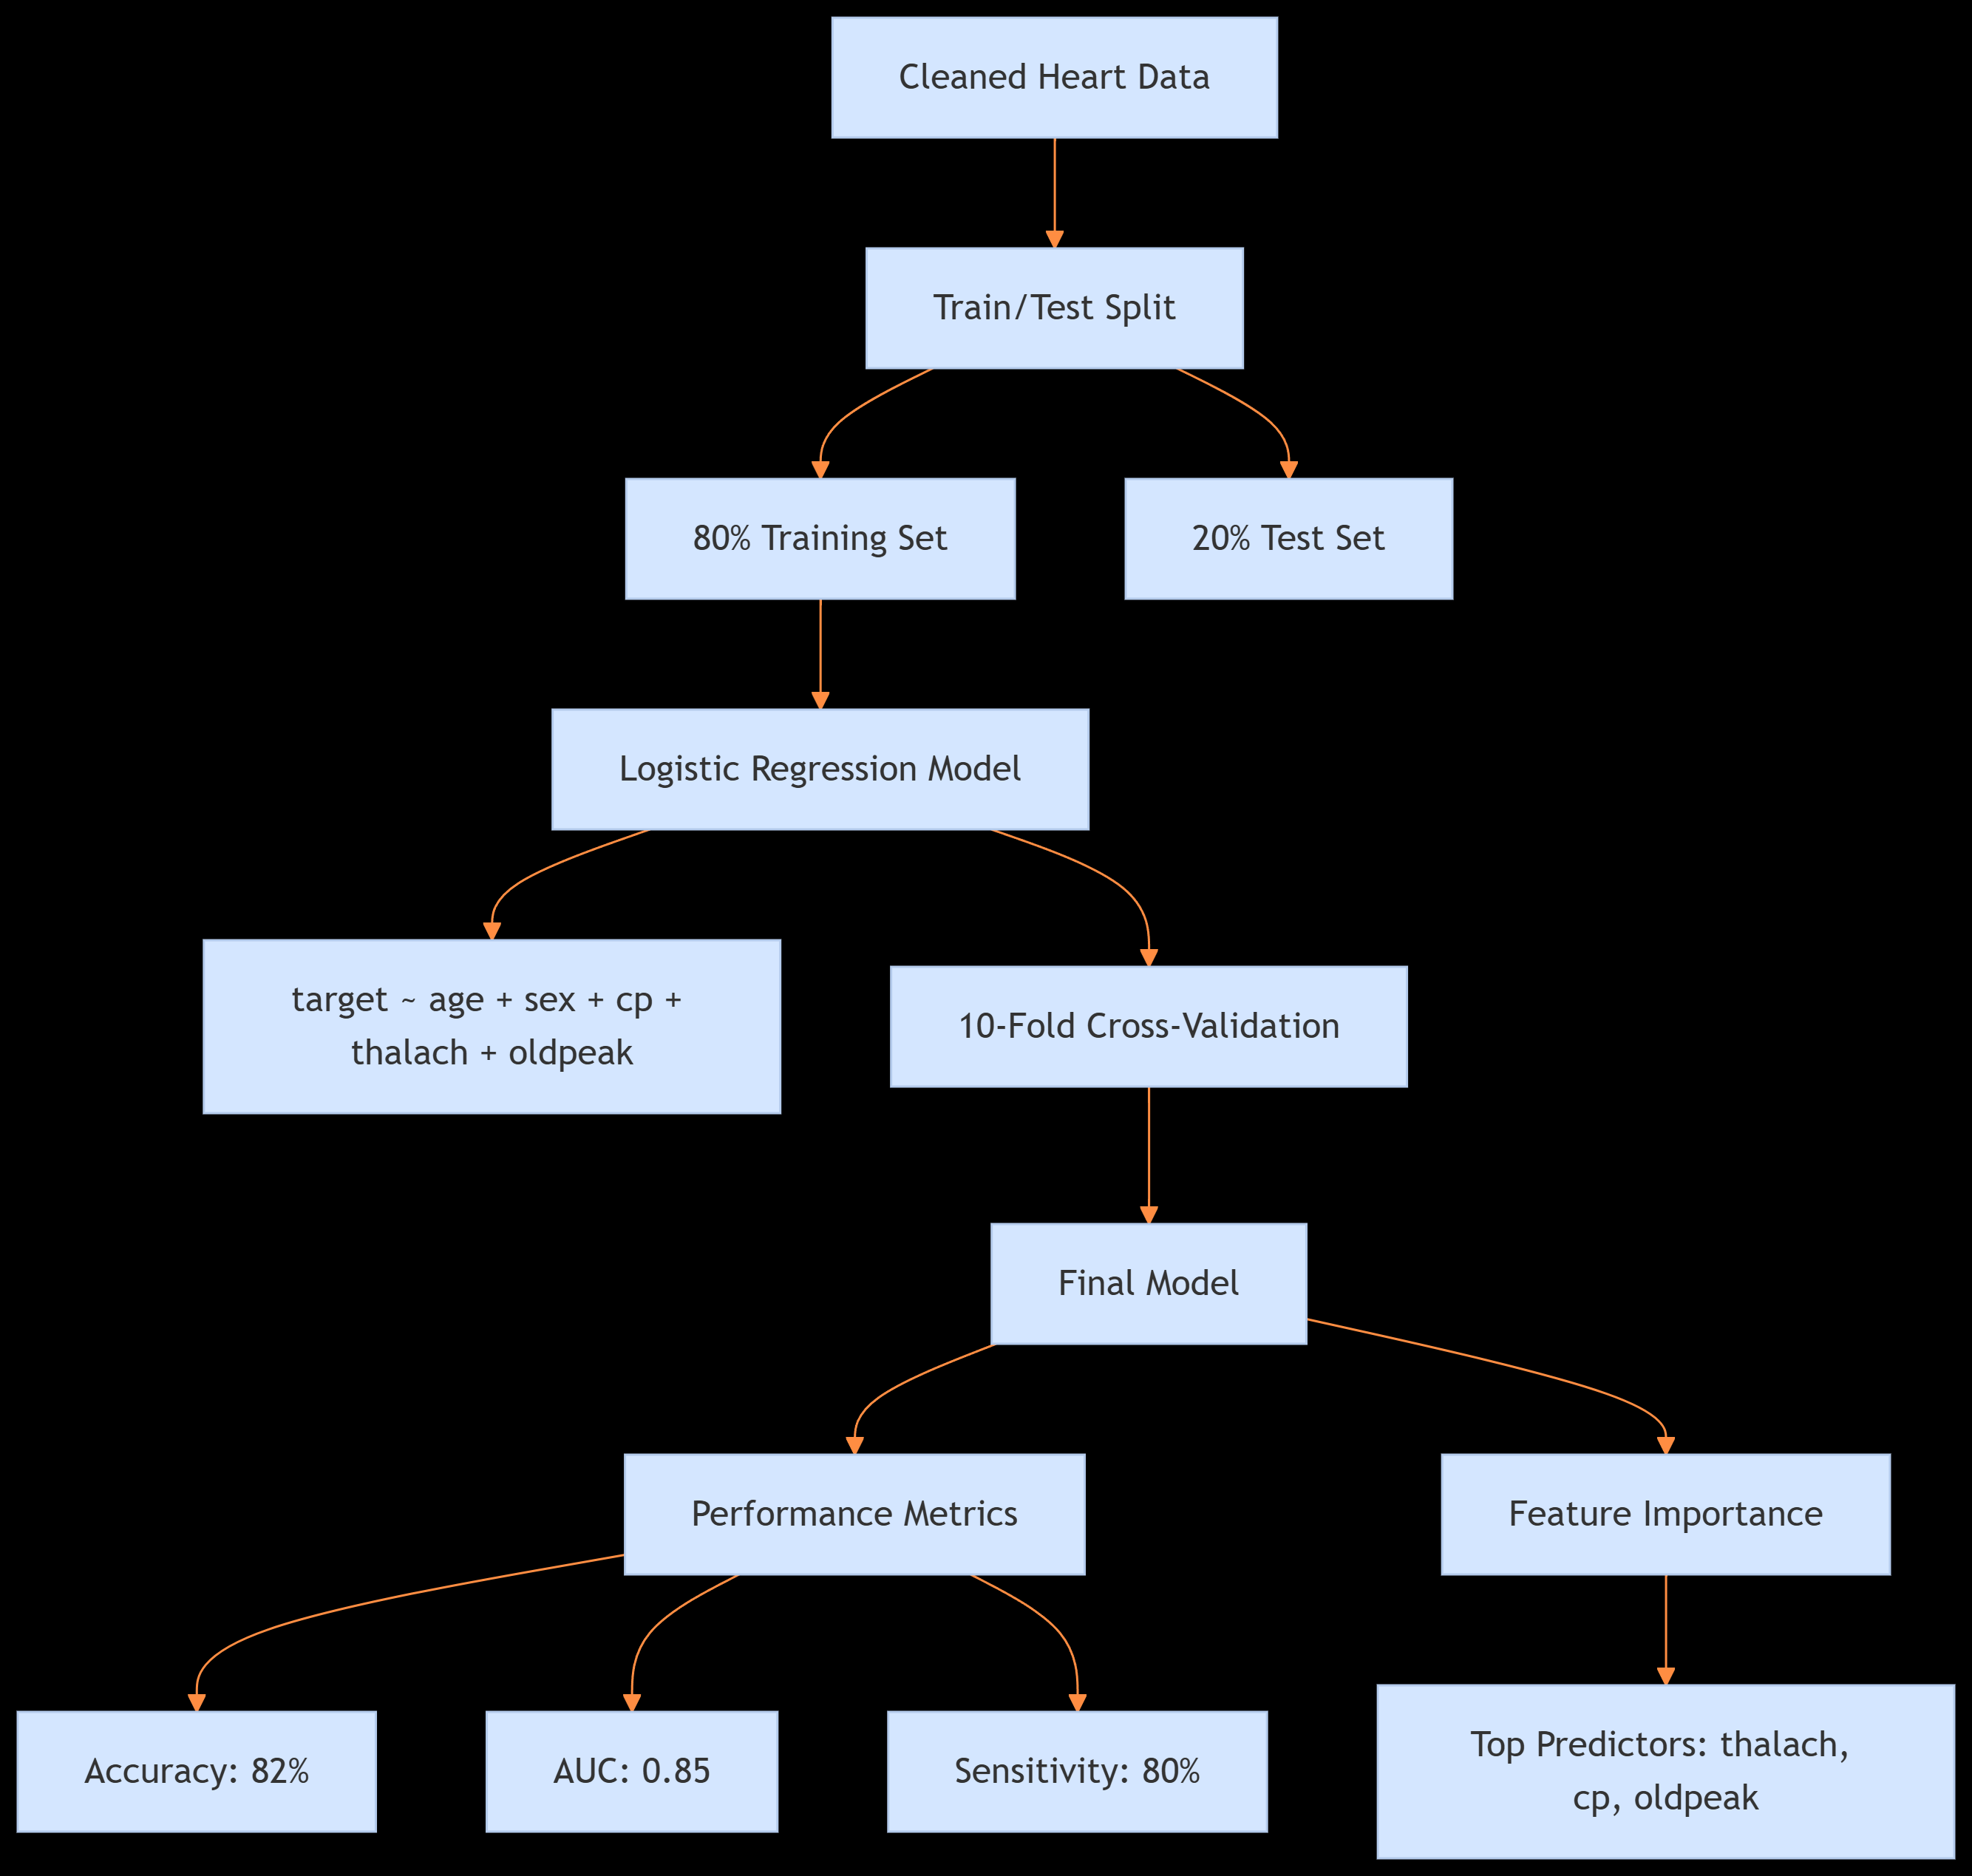 Cleaned Heart Data
Train/Test Split
80% Training Set
20% Test Set
Logistic Regression Model
target ~ age + sex + cp +
thalach + oldpeak
10-Fold Cross-Validation
Final Model
Performance Metrics
Feature Importance
Accuracy: 82%
AUC: 0.85
Sensitivity: 80%
Top Predictors: thalach,
cp, oldpeak